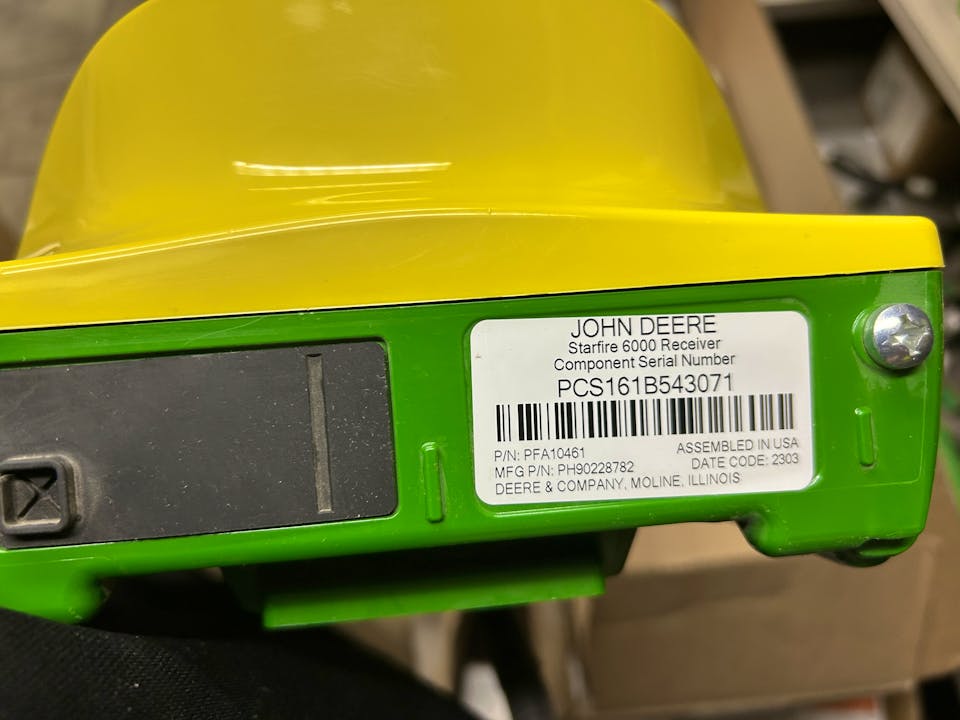 JOHN DEERE
Starfire 6000 Receiver
Component Serial Number
PCS161B543071
P/N: PFA10461
ASSEMBLED IN USA
MFG P/N: PH90228782
DATE CODE: 2303
DEERE & COMPANY, MOLINE, ILLINOIS